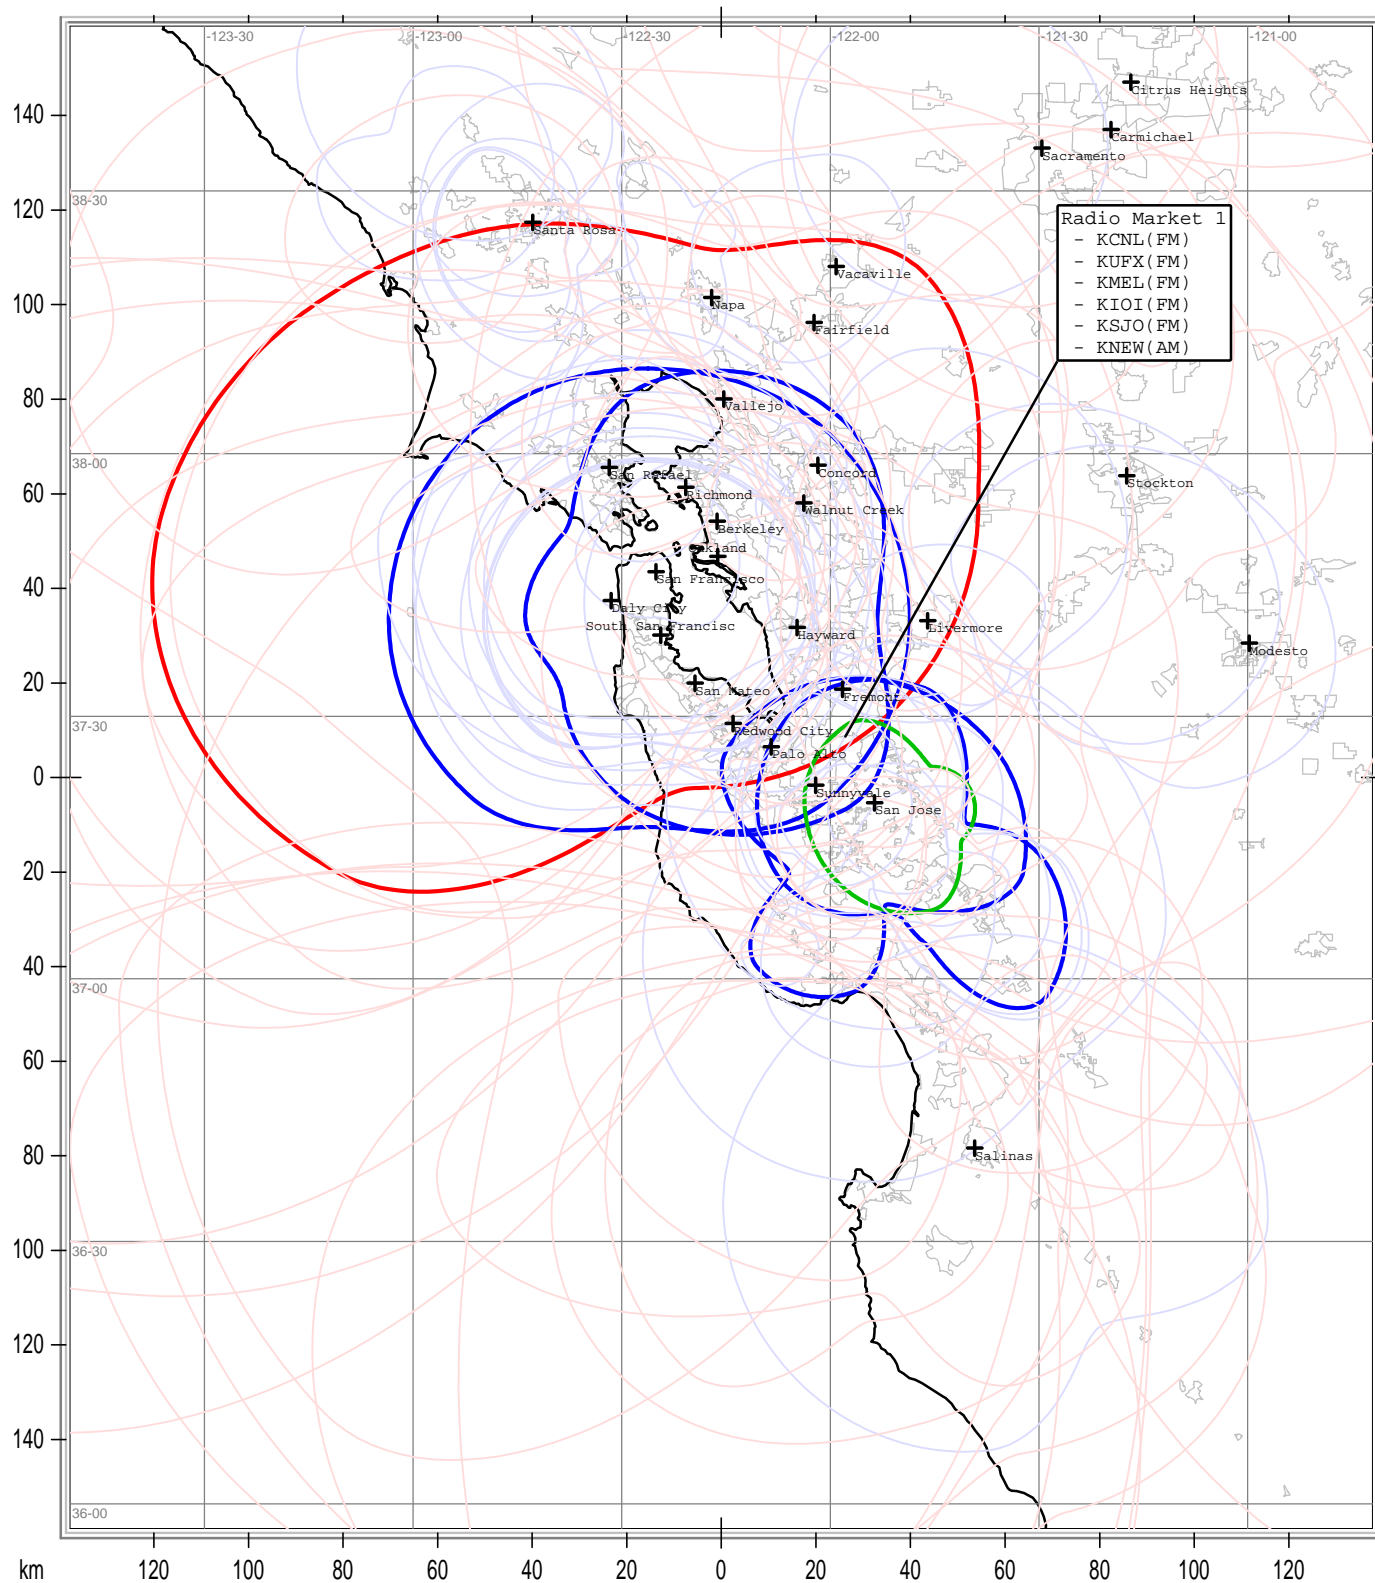 -123-30 -123-00 -122-30 -122-00 -121-30 -121-00
Citrus Heights
140
Carmichael
Sacramento
38-30
120
Radio Market 1
- KCNL(FM)
- KUFX(FM)
- KMEL(FM)
- KIOI(FM)
- KSJO(FM)
- KNEW(AM)
Santa Rosa
Vacaville
100
Napa
Fairfield
80
Vallejo
38-00
San Rafael
Concord
Stockton
60
Richmond
Walnut Creek
Berkeley
Oakland
40
San Francisco
Daly City
South San Francisc
Hayward
Livermore
Modesto
20
San Mateo
Fremont
37-30
Redwood City
Palo Alto
0
Sunnyvale
San Jose
20
40
37-00
60
80
Salinas
100
36-30
120
140
36-00
km 120 100 80 60 40 20 0 20 40 60 80 100 120